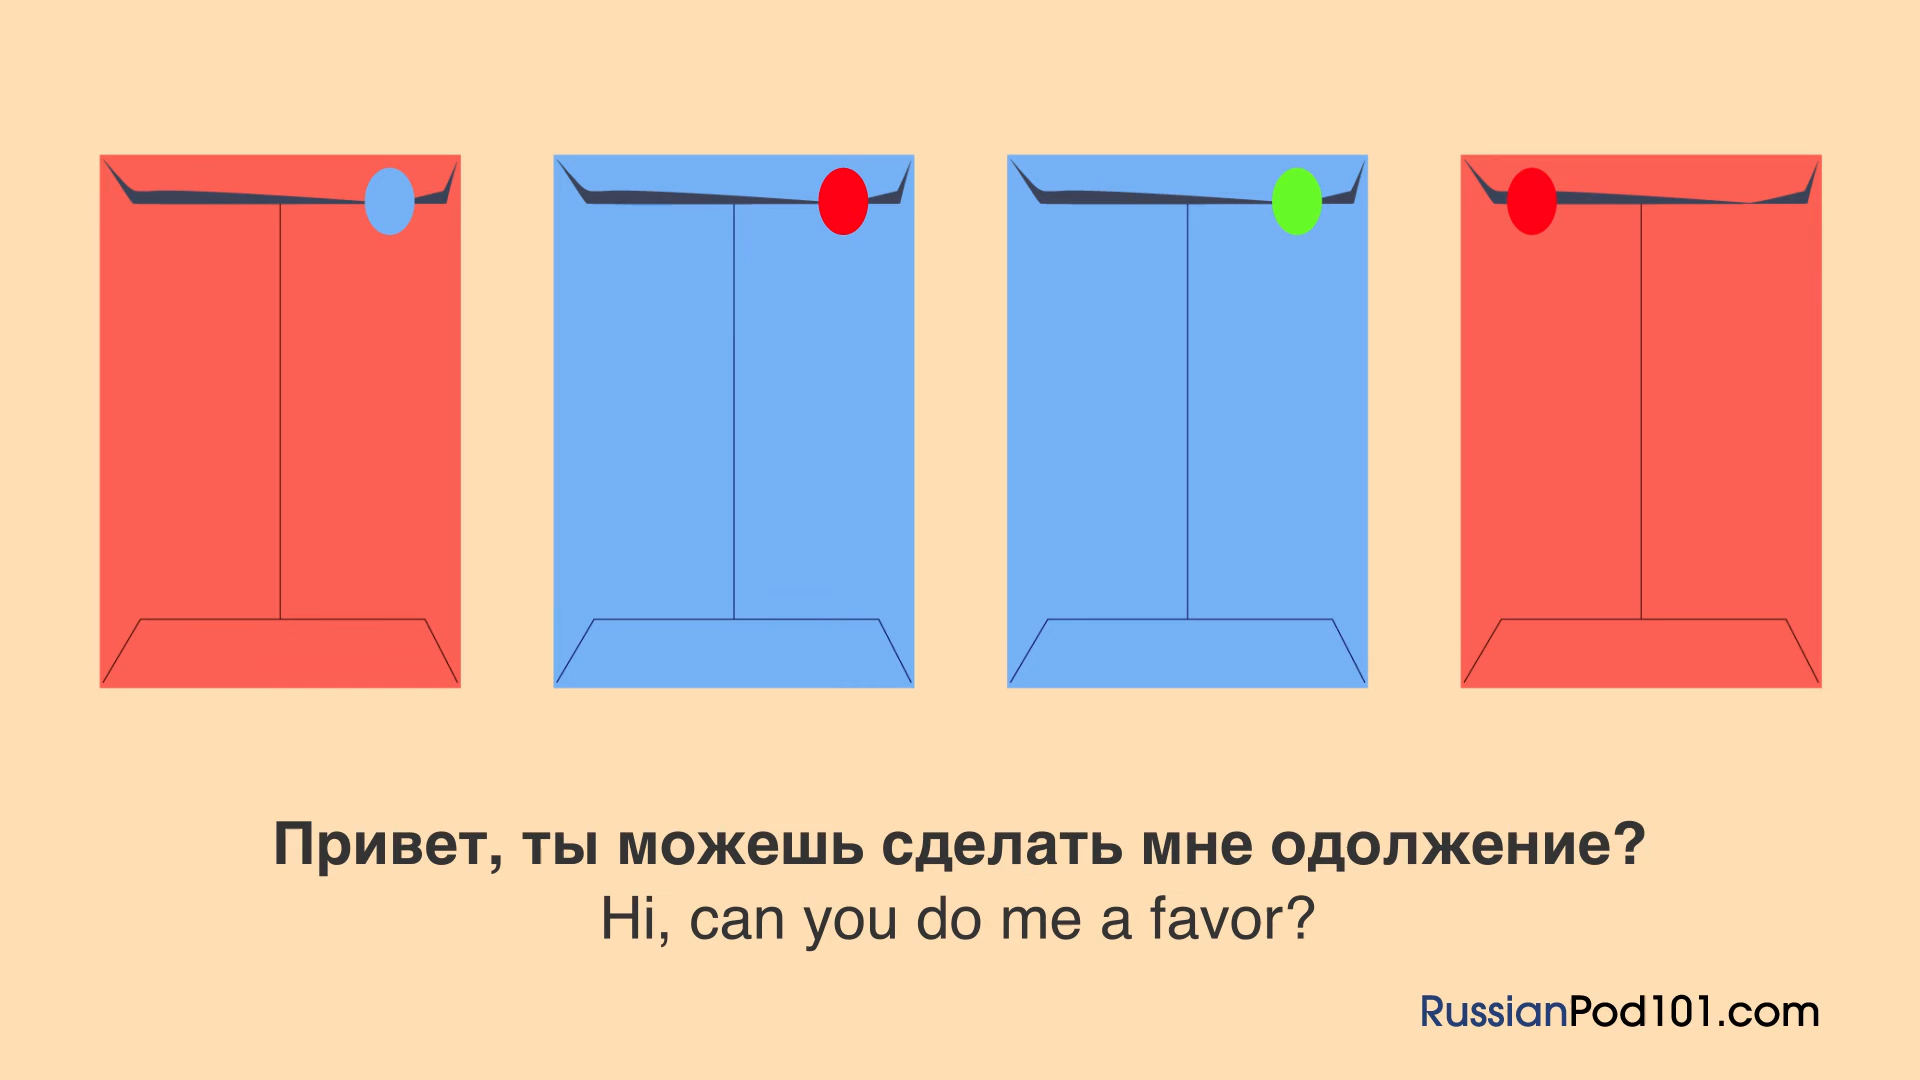 Привет, ты можешь сделать мне одолжение?
Hi, can you do me a favor?
RussianPod101.com